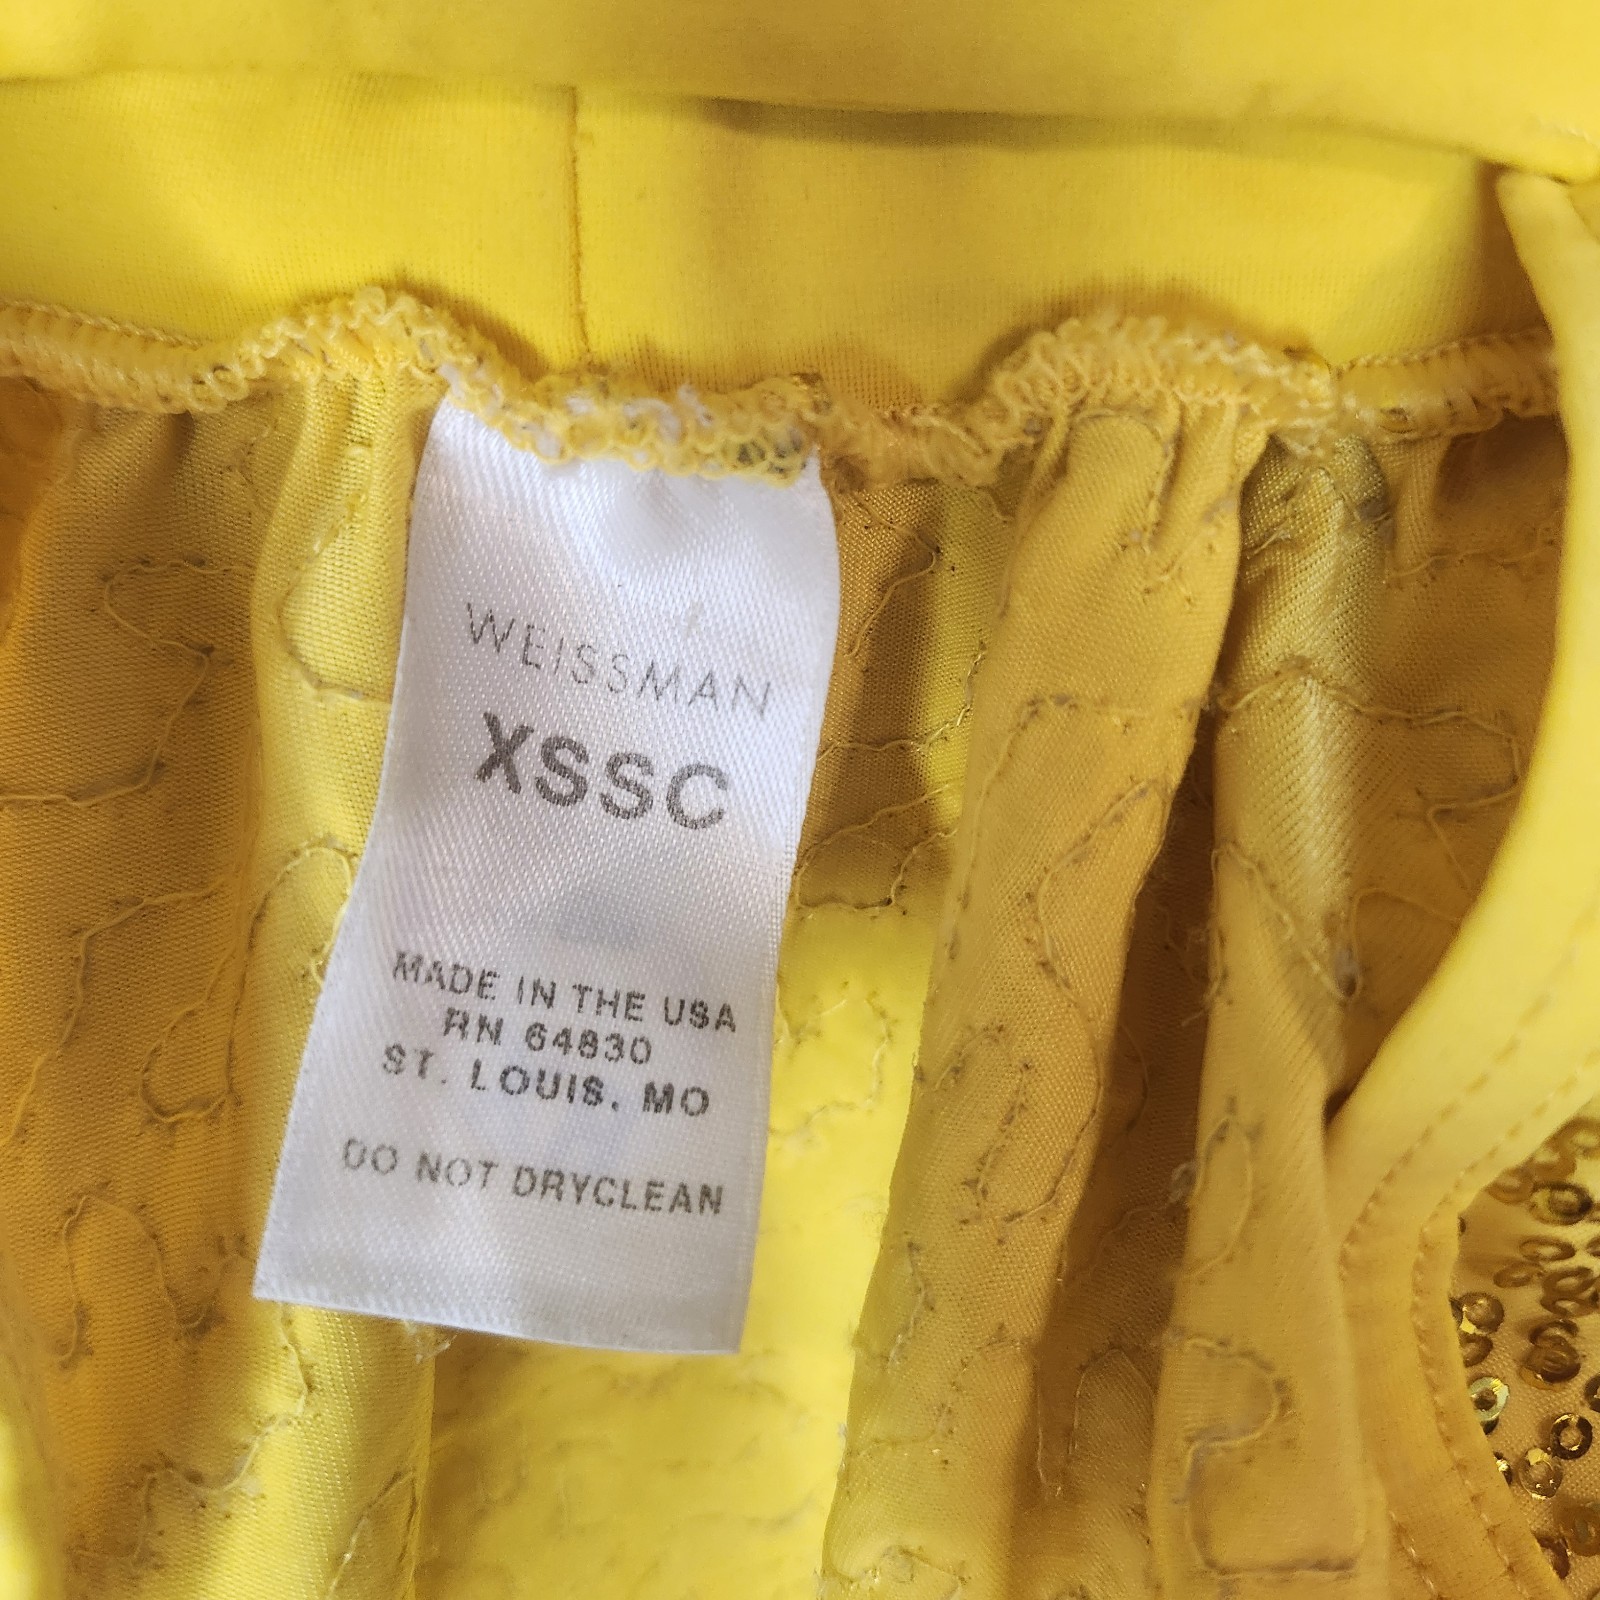 WEISSMAN
XSSC
MADE IN THE USA
RN 64830
ST. LOUIS, MO
DO NOT DRYCLEAN